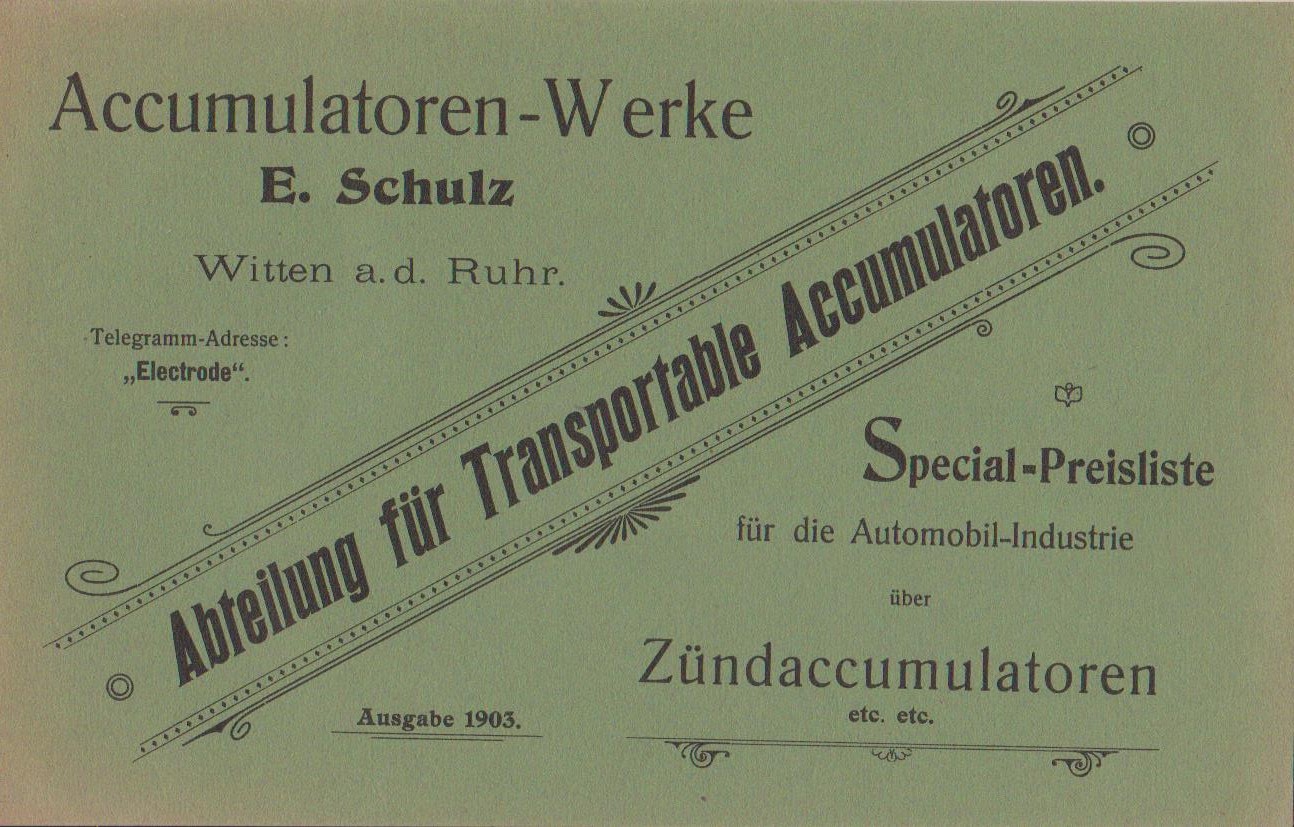 Accumulatoren-Werke
E. Schulz
Witten a. d. Ruhr.
Telegramm-Adresse:
„Electrode“.
Abteilung für Transportable Accumulatoren.
Special-Preisliste
für die Automobil-Industrie
über
Zündaccumulatoren
etc. etc.
Ausgabe 1903.